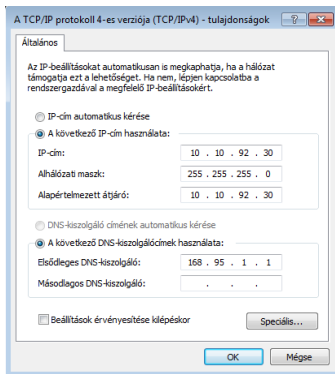 A TCP/IP protokoll 4-es verziója (TCP/IPv4) - tulajdonságok
Általános
Az IP-beállításokat automatikusan is megkaphatja, ha a hálózat
támogatja ezt a lehetőséget. Ha nem, lépjen kapcsolatba a
rendszergazdával a megfelelő IP-beállításokért.
IP-cím automatikus kérése
A következő IP-cím használata:
IP-cím: 10 . 10 . 92 . 30
Alhálózati maszk: 255 . 255 . 255 . 0
Alapértelmezett átjáró: 10 . 10 . 92 . 30
DNS-kiszolgáló címének automatikus kérése
A következő DNS-kiszolgálócímek használata:
Elsődleges DNS-kiszolgáló: 168 . 95 . 1 . 1
Másodlagos DNS-kiszolgáló: . . .
Beállítások érvényesítése kilépéskor
Speciális...
OK Mégse